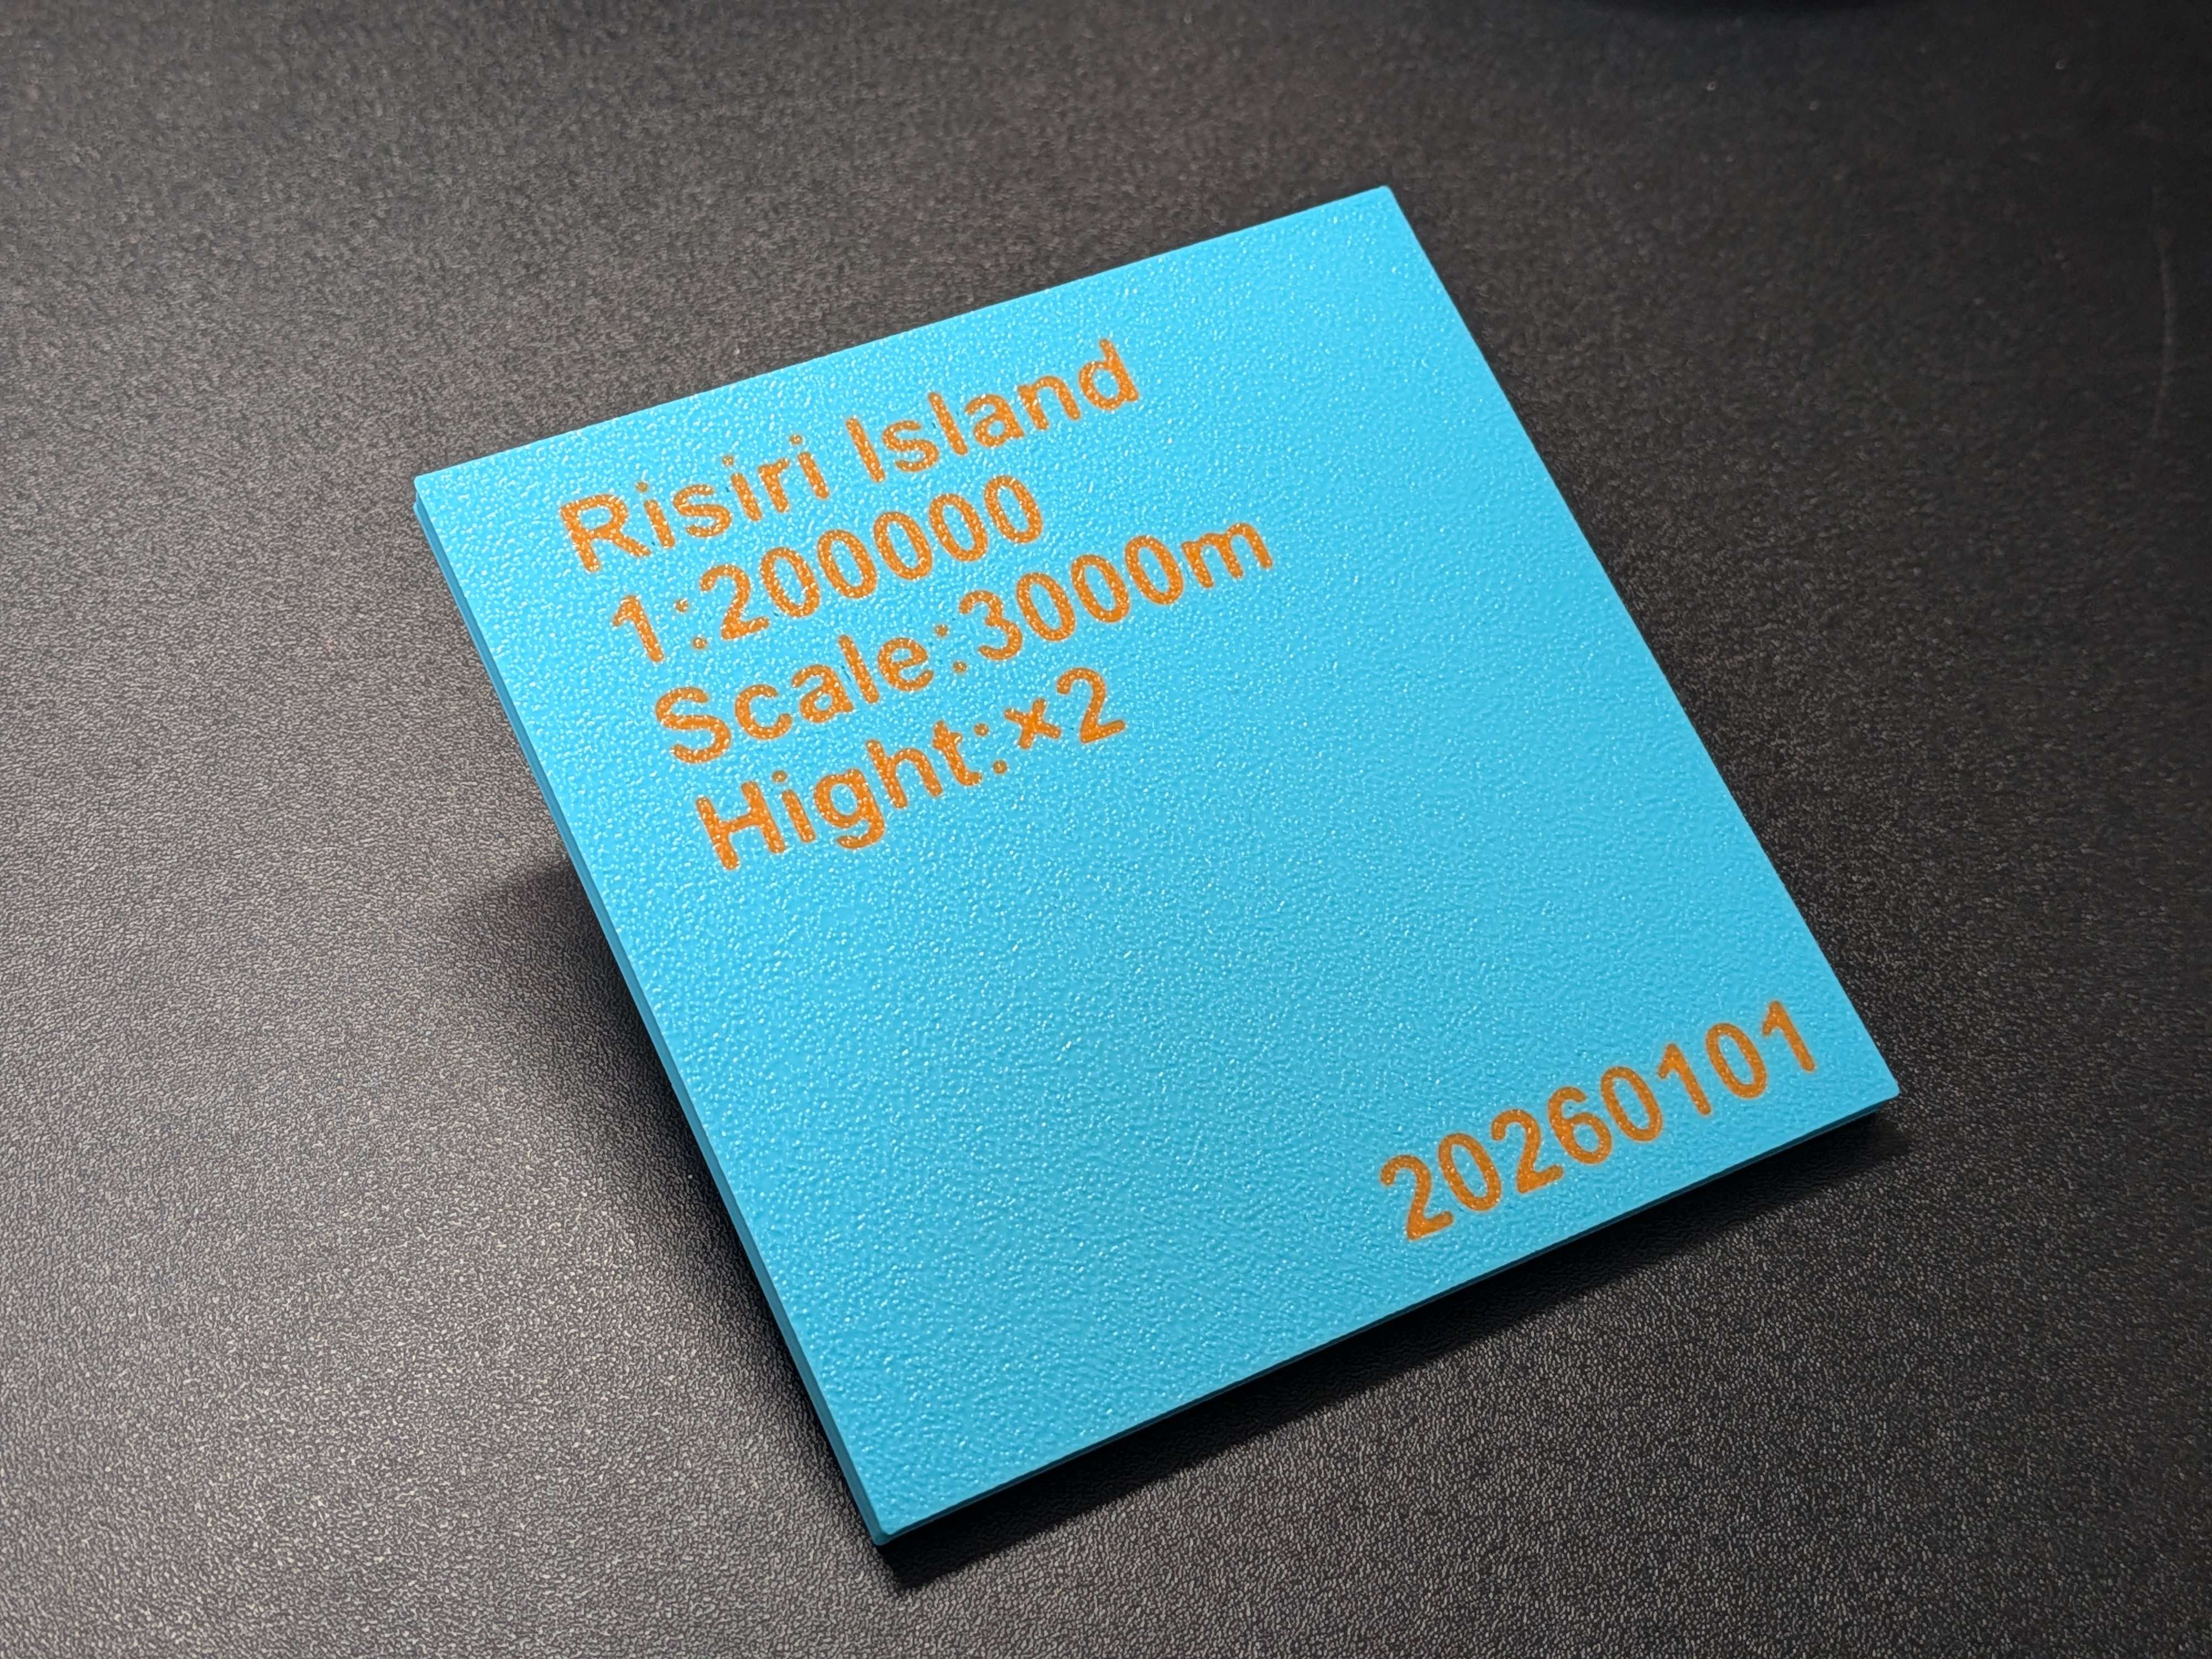 Risiri Island
1:200000
Scale:3000m
Hight:×2
20260101